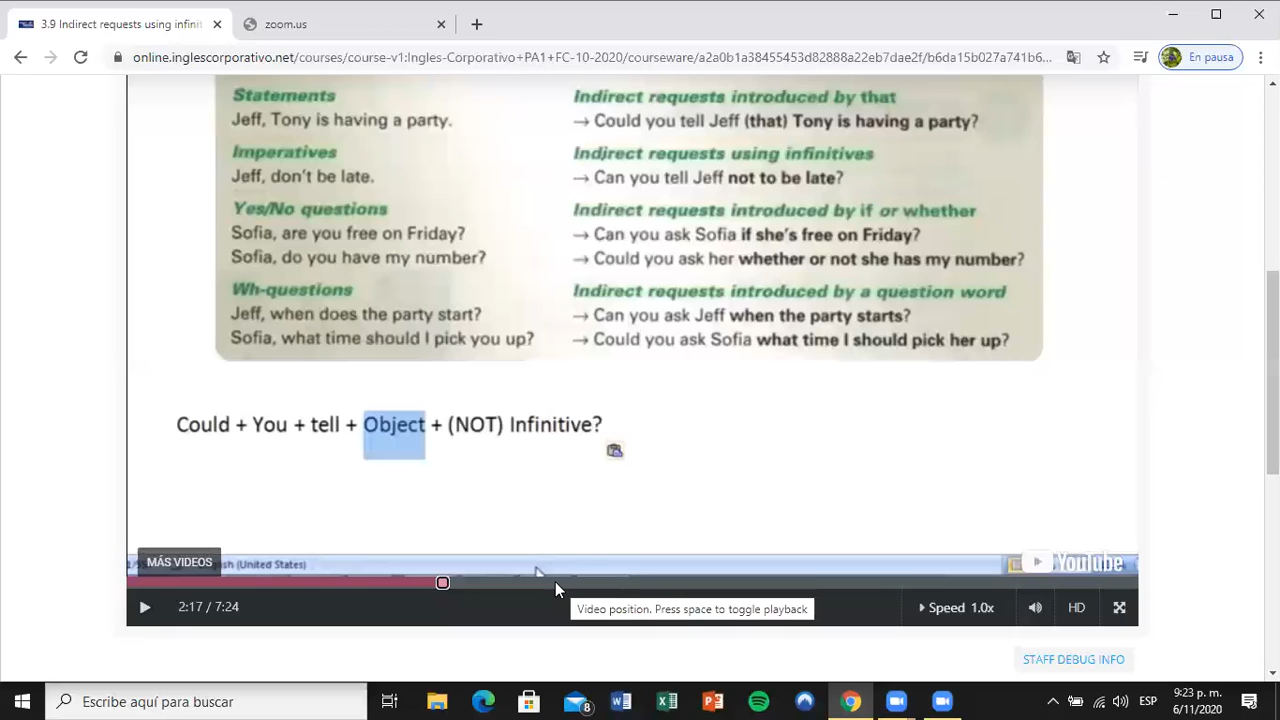 3.9 Indirect requests using infinit
zoom.us
online.inglescorporativo.net/courses/course-v1:Ingles-Corporativo+PA1+FC-10-2020/courseware/a2a0b1a38455453d82888a22eb7dae2f/b6da15b027a741b6...
En pausa
Statements
Indirect requests introduced by that
Jeff, Tony is having a party.
→ Could you tell Jeff (that) Tony is having a party?
Imperatives
Indirect requests using infinitives
Jeff, don't be late.
→ Can you tell Jeff not to be late?
Yes/No questions
Indirect requests introduced by if or whether
Sofia, are you free on Friday?
→ Can you ask Sofia if she's free on Friday?
Sofia, do you have my number?
→ Could you ask her whether or not she has my number?
Wh-questions
Indirect requests introduced by a question word
Jeff, when does the party start?
→ Can you ask Jeff when the party starts?
Sofia, what time should I pick you up?
→ Could you ask Sofia what time I should pick her up?
Could + You + tell + Object + (NOT) Infinitive?
MÁS VIDEOS
(United States)
YouTube
2:17 / 7:24
Video position. Press space to toggle playback
Speed 1.0x
HD
STAFF DEBUG INFO
Escribe aquí para buscar
8
ESP
9:23 p. m.
6/11/2020